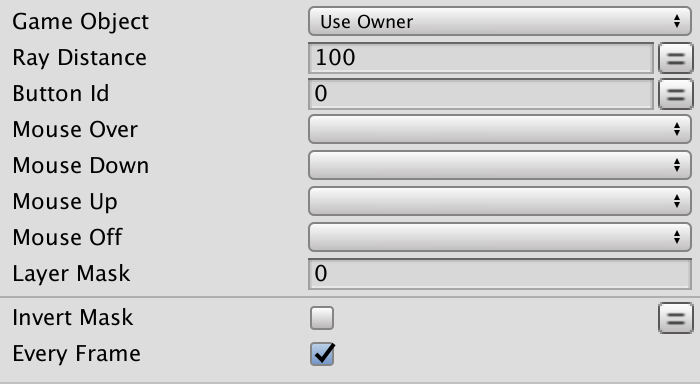 Game Object Use Owner
Ray Distance 100
Button Id 0
Mouse Over
Mouse Down
Mouse Up
Mouse Off
Layer Mask 0
Invert Mask
Every Frame